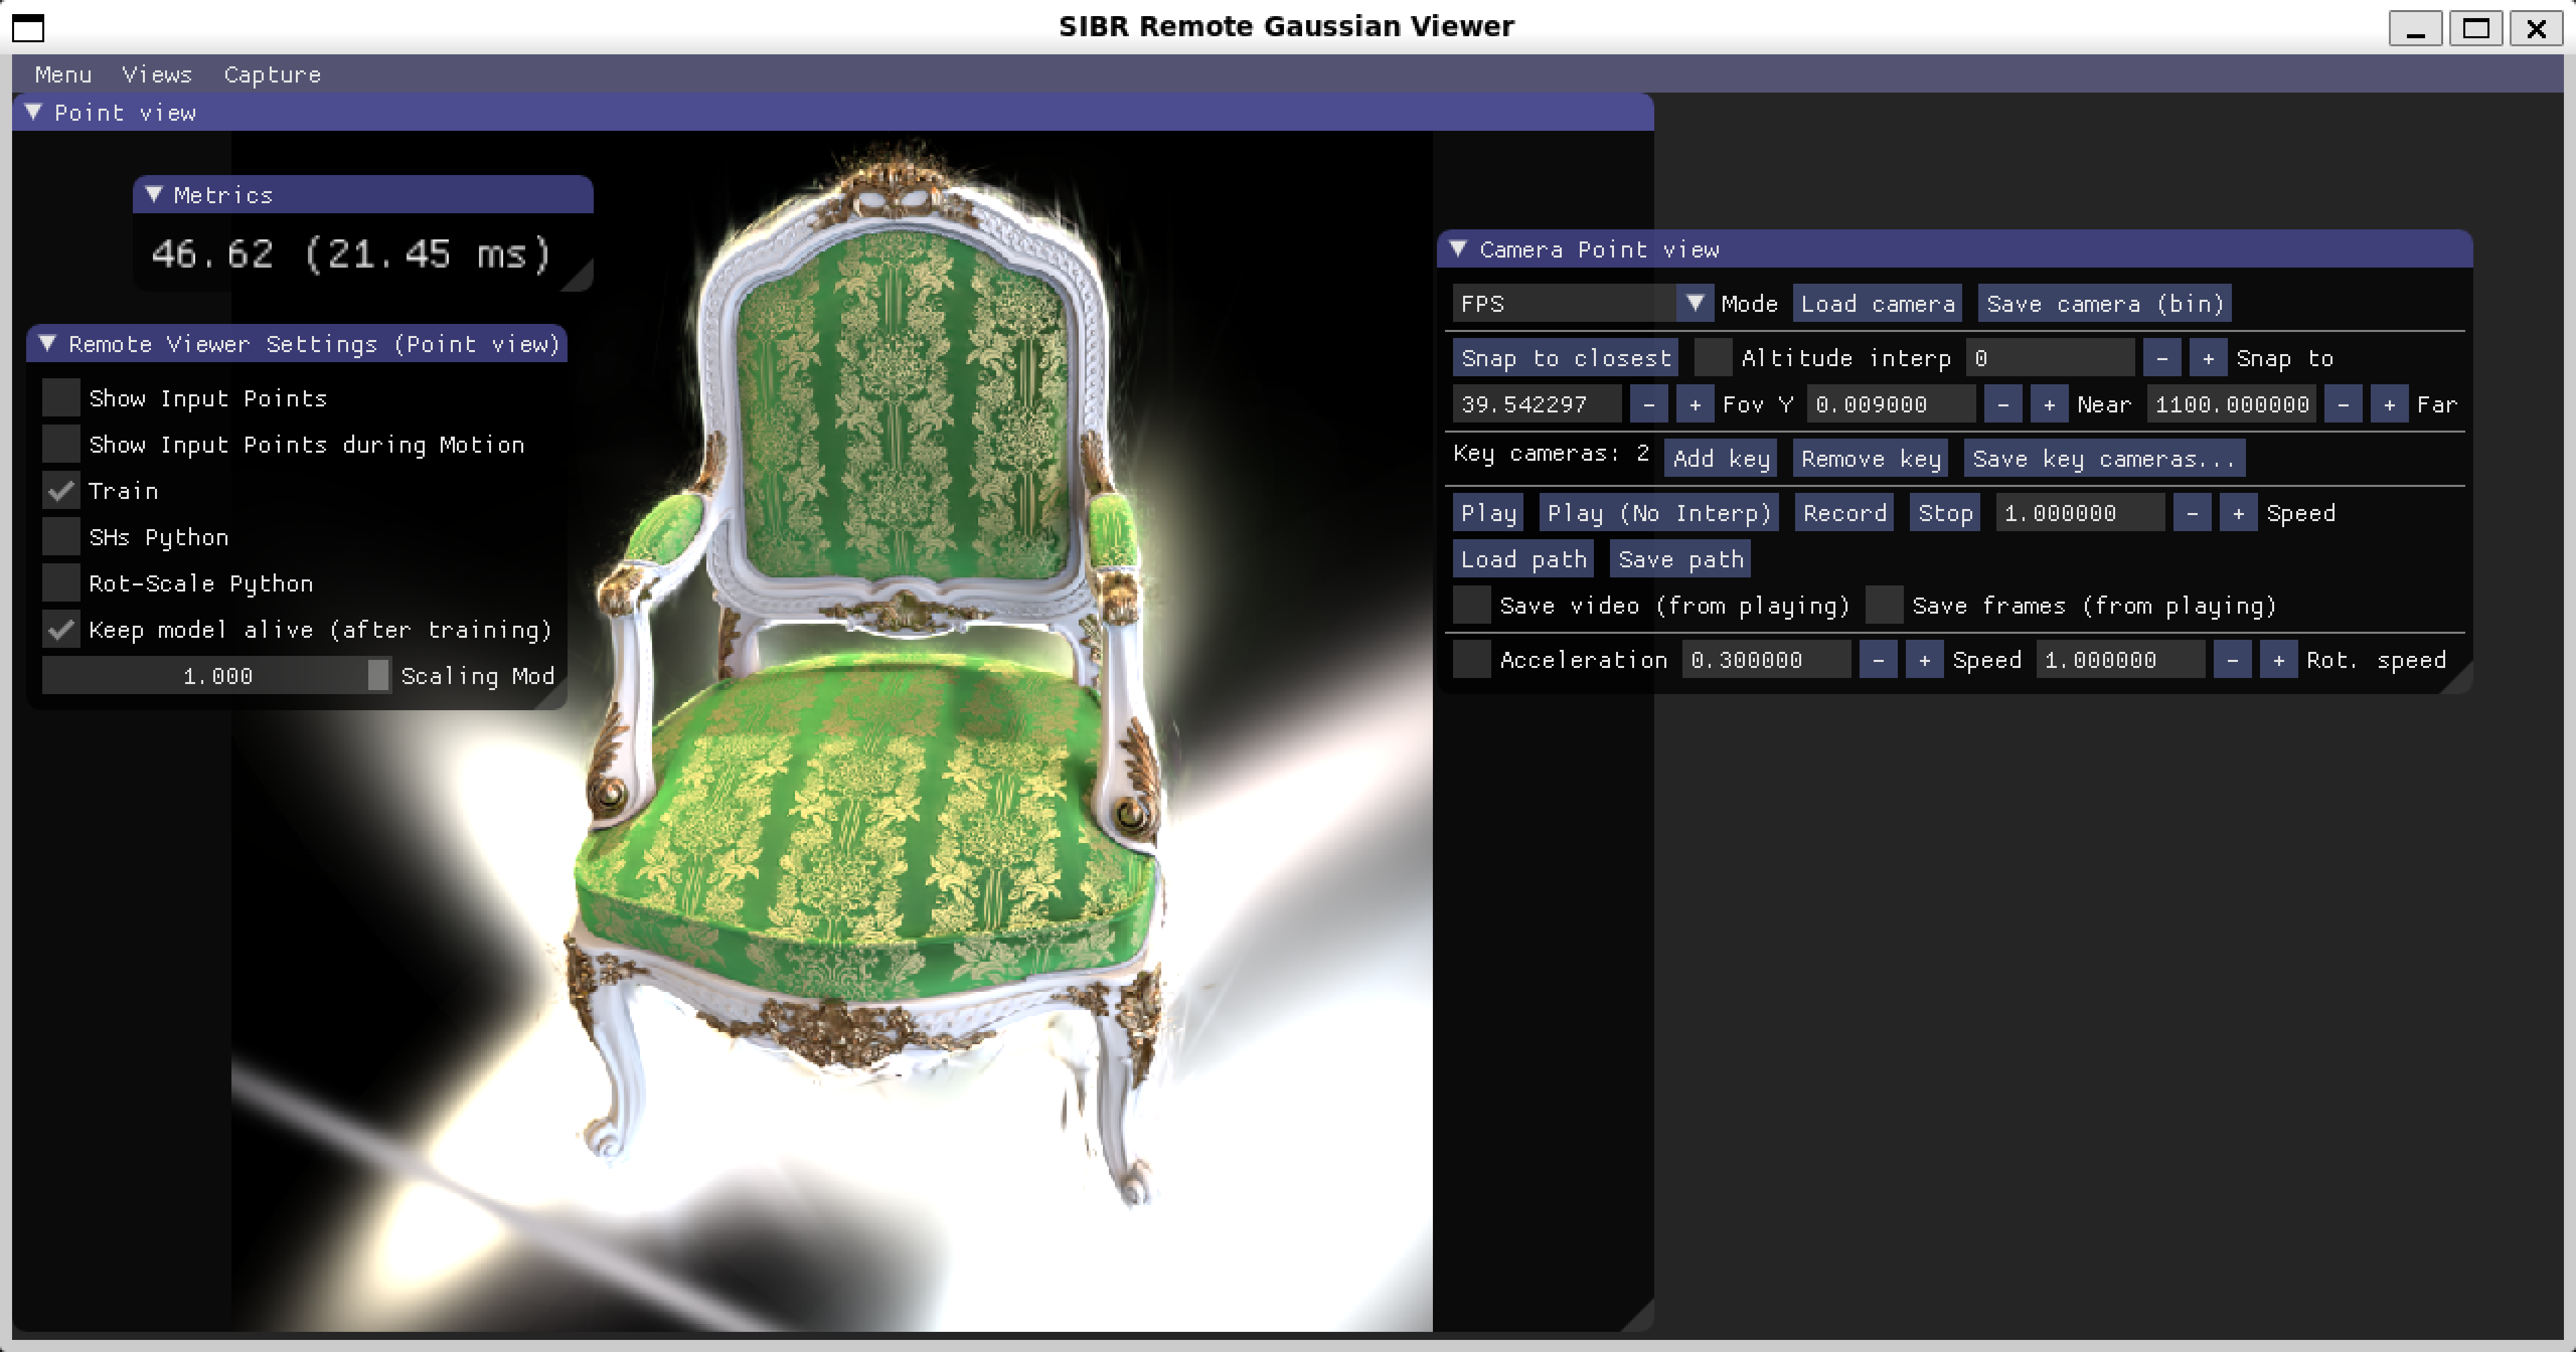 SIBR Remote Gaussian Viewer
Menu Views Capture
Point view
Metrics
46.62 (21.45 ms)
Remote Viewer Settings (Point view)
Show Input Points
Show Input Points during Motion
Train
SHs Python
Rot-Scale Python
Keep model alive (after training)
1.000 Scaling Mod
Camera Point view
FPS Mode Load camera Save camera (bin)
Snap to closest Altitude interp 0 - + Snap to
39.542297 - + Fov Y 0.009000 - + Near 1100.000000 - + Far
Key cameras: 2 Add key Remove key Save key cameras...
Play Play (No Interp) Record Stop 1.000000 - + Speed
Load path Save path
Save video (from playing) Save frames (from playing)
Acceleration 0.300000 - + Speed 1.000000 - + Rot. speed